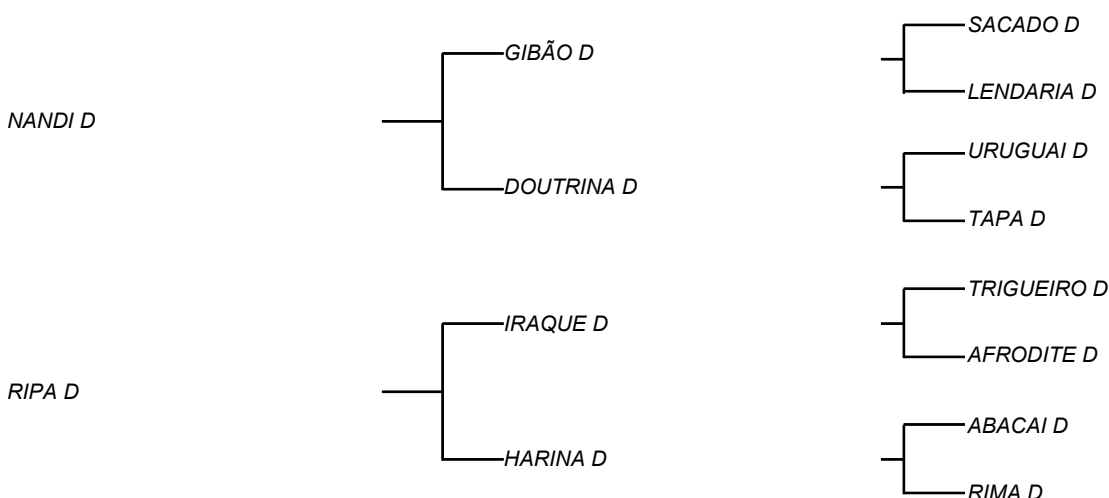 SACADO D
GIBÃO D
LENDARIA D
NANDI D
URUGUAI D
DOUTRINA D
TAPA D
TRIGUEIRO D
IRAQUE D
AFRODITE D
RIPA D
ABACAI D
HARINA D
RIMA D